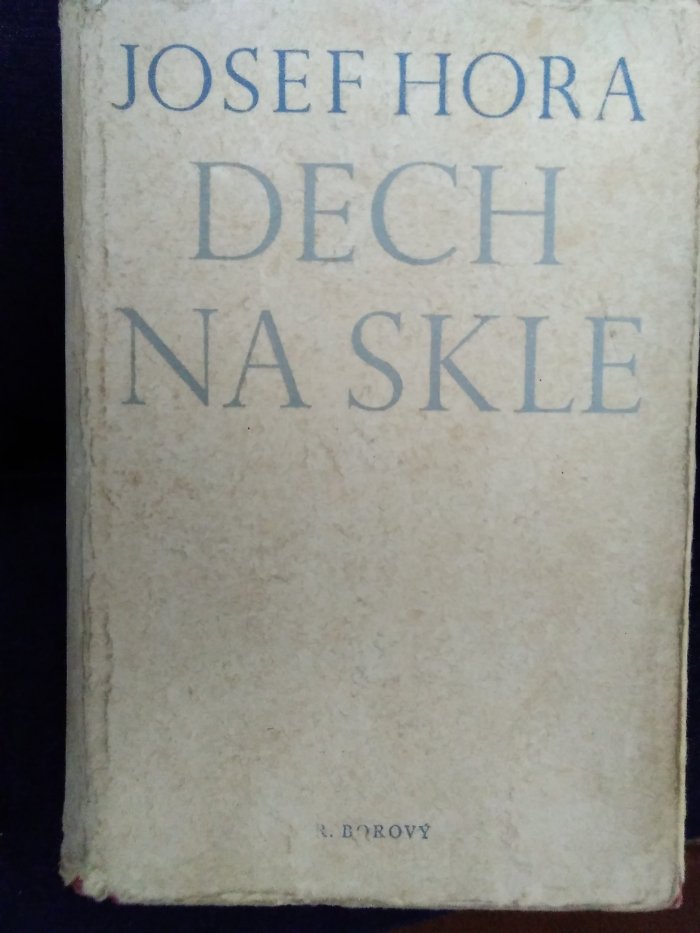 JOSEF HORA
DECH
NA SKLE
R. BOROVÝ